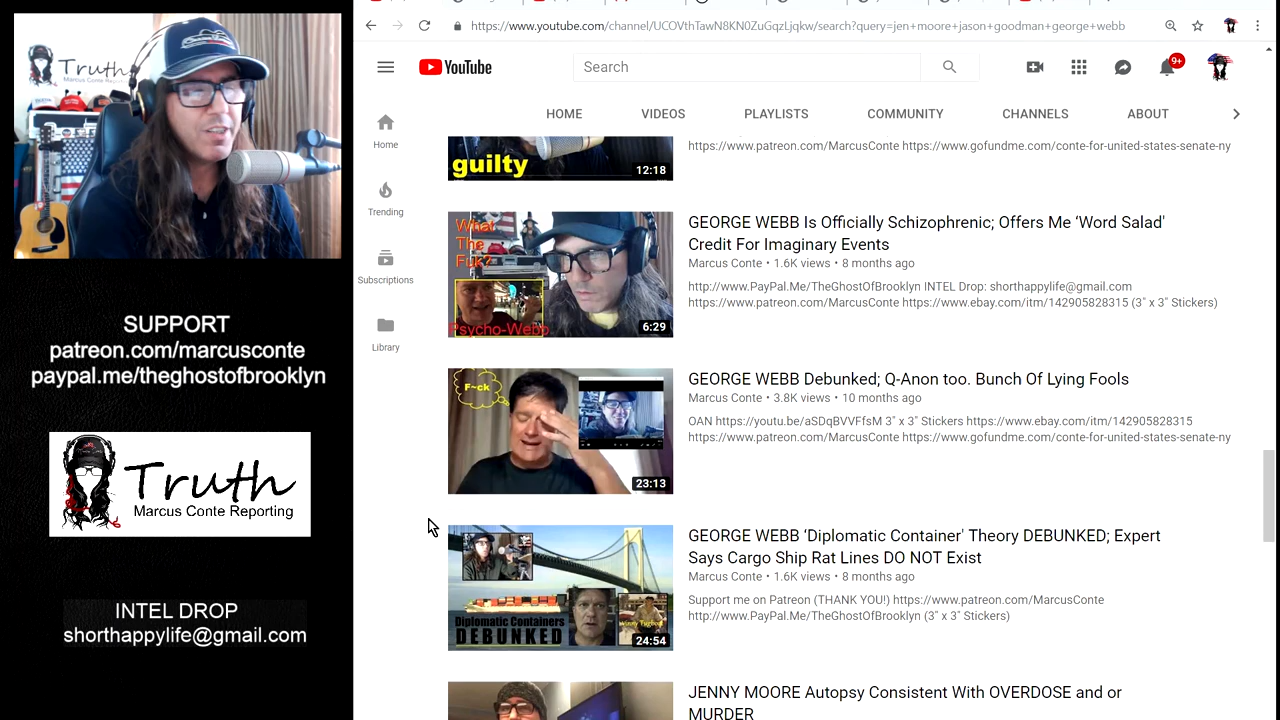 Truth
Marcus Conte Report
SUPPORT
patreon.com/marcusconte
paypal.me/theghostofbrooklyn
Truth
Marcus Conte Reporting
INTEL DROP
shorthappylife@gmail.com
https://www.youtube.com/channel/UCOVthTawN8KN0ZuGqzLjqkw/search?query=jen+moore+jason+goodman+george+webb
YouTube
Search
9+
HOME VIDEOS PLAYLISTS COMMUNITY CHANNELS ABOUT
Home
Trending
Subscriptions
Library
guilty
12:18
https://www.patreon.com/MarcusConte https://www.gofundme.com/conte-for-united-states-senate-ny
What
The
Fuk?
Psycho-Webb
6:29
GEORGE WEBB Is Officially Schizophrenic; Offers Me ‘Word Salad’
Credit For Imaginary Events
Marcus Conte • 1.6K views • 8 months ago
http://www.PayPal.Me/TheGhostOfBrooklyn INTEL Drop: shorthappylife@gmail.com
https://www.patreon.com/MarcusConte https://www.ebay.com/itm/142905828315 (3" x 3" Stickers)
F~ck
23:13
GEORGE WEBB Debunked; Q-Anon too. Bunch Of Lying Fools
Marcus Conte • 3.8K views • 10 months ago
OAN https://youtu.be/aSDqBVVFfsM 3" x 3" Stickers https://www.ebay.com/itm/142905828315
https://www.patreon.com/MarcusConte https://www.gofundme.com/conte-for-united-states-senate-ny
Diplomatic Containers
DEBUNKED
24:54
GEORGE WEBB ‘Diplomatic Container' Theory DEBUNKED; Expert
Says Cargo Ship Rat Lines DO NOT Exist
Marcus Conte • 1.6K views • 8 months ago
Support me on Patreon (THANK YOU!) https://www.patreon.com/MarcusConte
http://www.PayPal.Me/TheGhostOfBrooklyn (3" x 3" Stickers)
JENNY MOORE Autopsy Consistent With OVERDOSE and or
MURDER